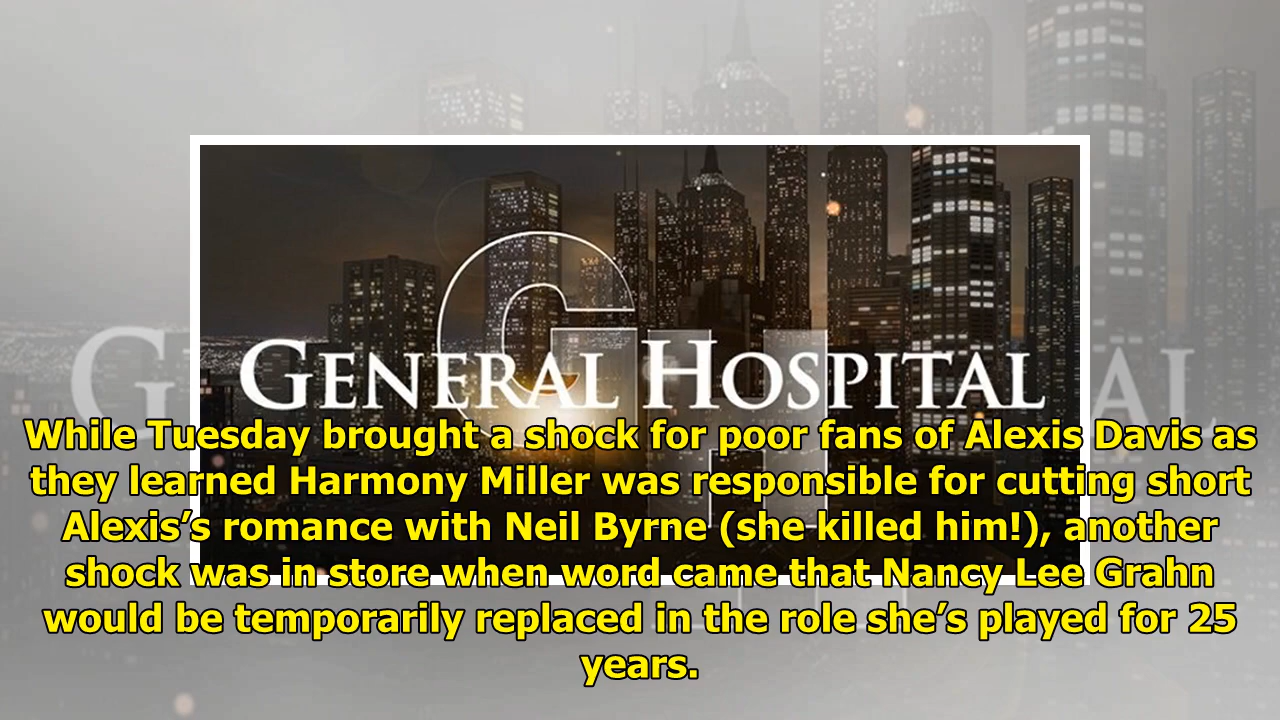 GENERAL HOSPITAL
GH
While Tuesday brought a shock for poor fans of Alexis Davis as
they learned Harmony Miller was responsible for cutting short
Alexis’s romance with Neil Byrne (she killed him!), another
shock was in store when word came that Nancy Lee Grahn
would be temporarily replaced in the role she’s played for 25
years.